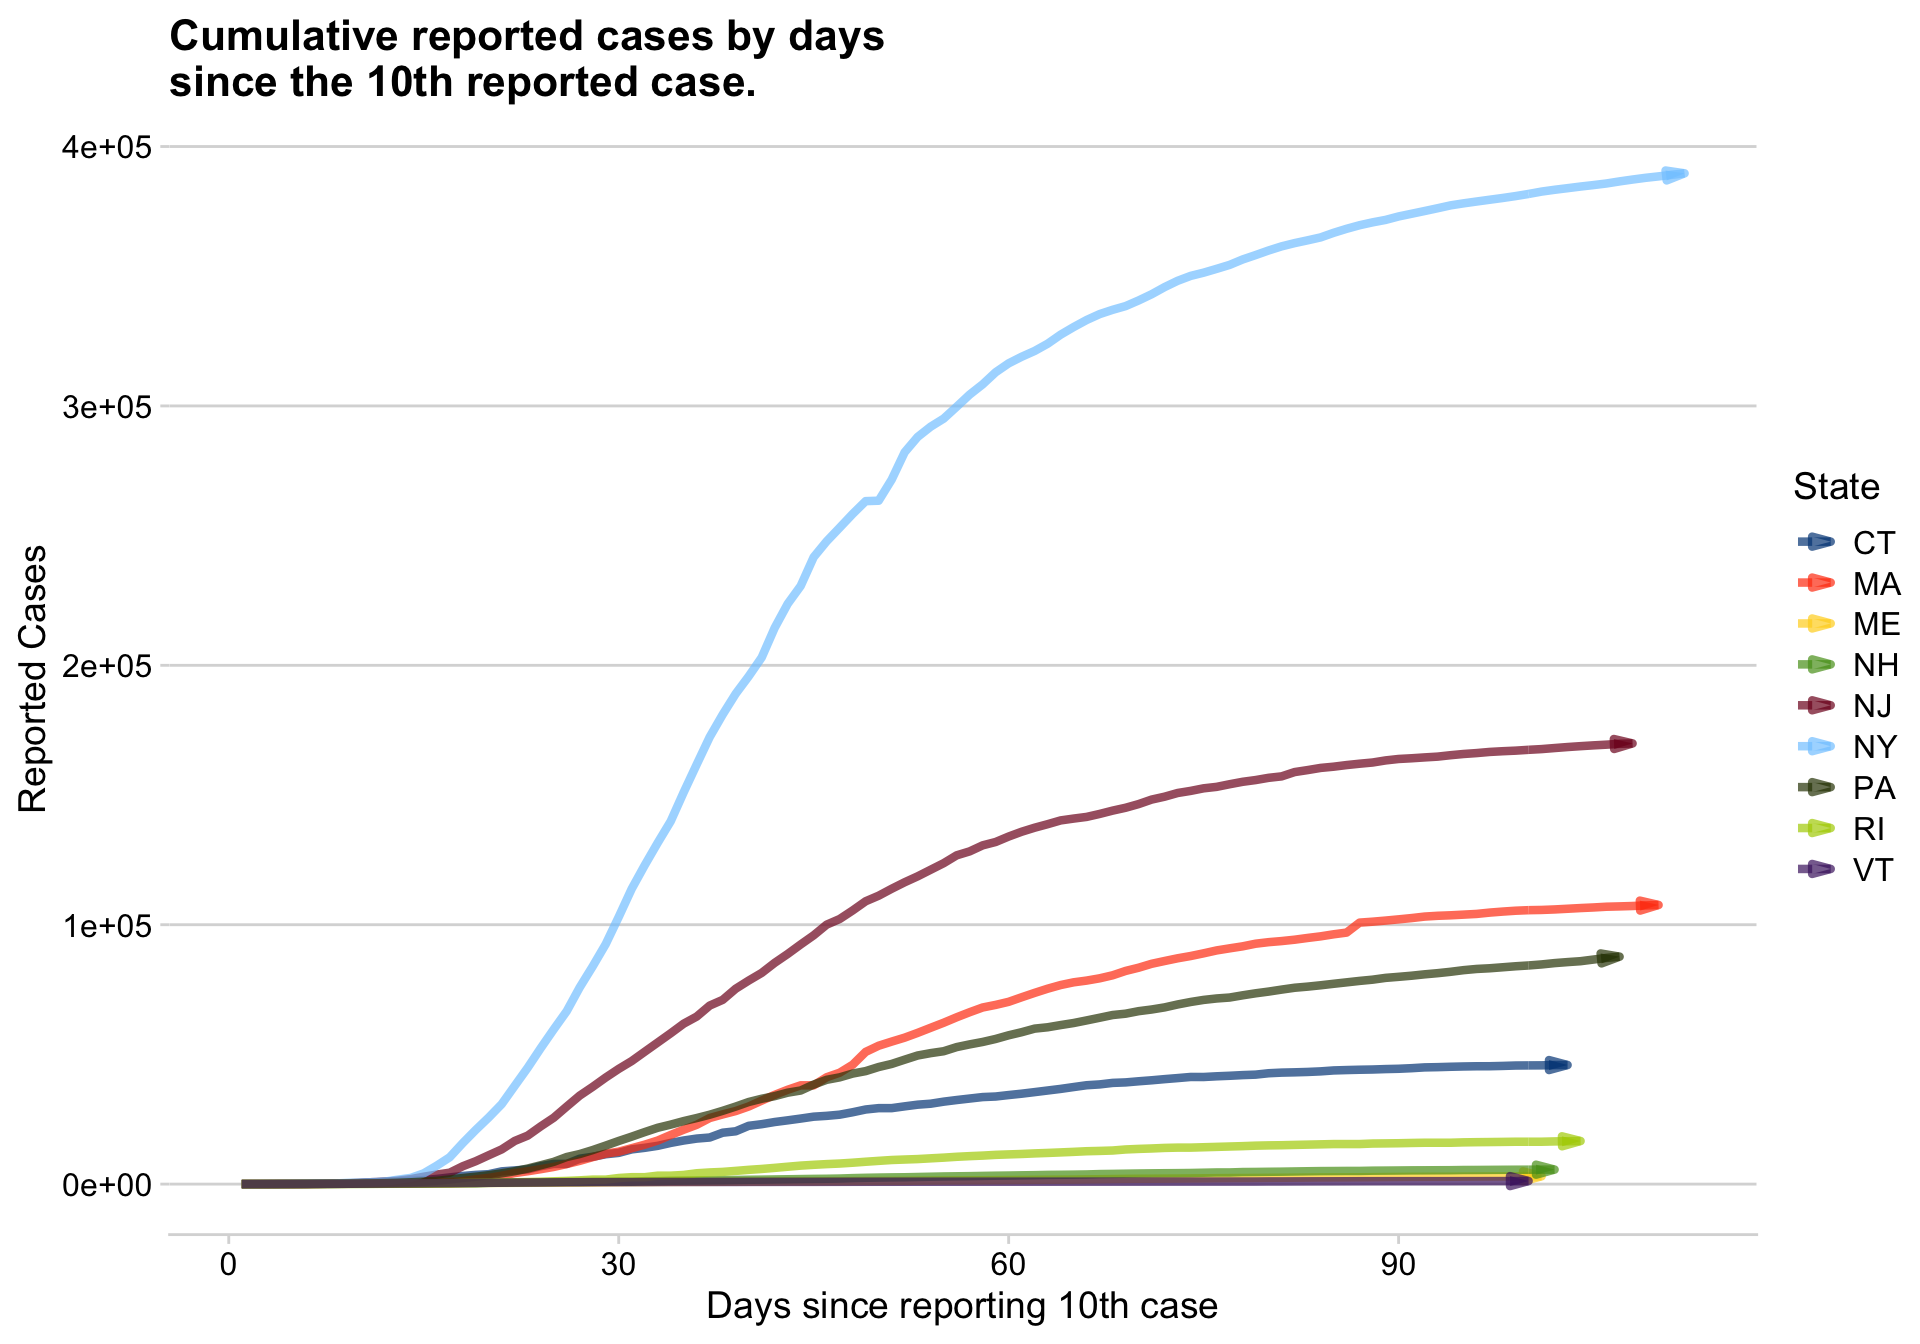 Cumulative reported cases by days
since the 10th reported case.
4e+05
3e+05
2e+05
1e+05
0e+00
Reported Cases
0 30 60 90
Days since reporting 10th case
State
CT
MA
ME
NH
NJ
NY
PA
RI
VT